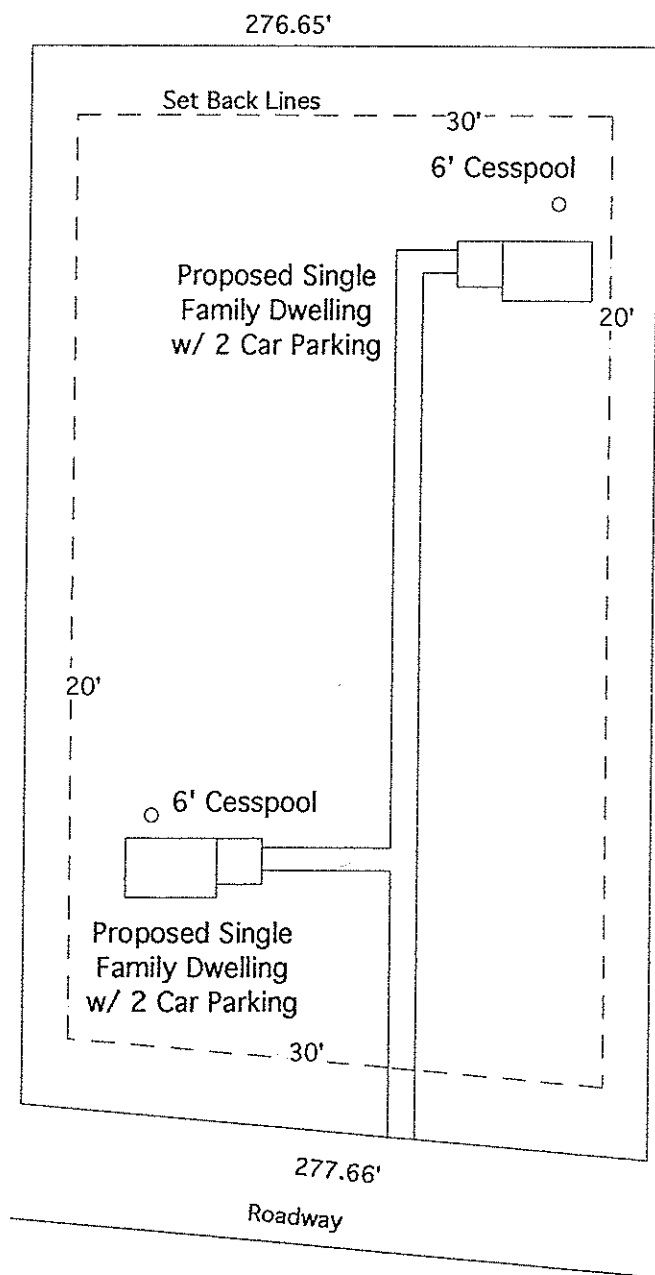 276.65'
Set Back Lines
30'
6' Cesspool
Proposed Single
Family Dwelling
w/ 2 Car Parking
20'
20'
6' Cesspool
Proposed Single
Family Dwelling
w/ 2 Car Parking
30'
277.66'
Roadway